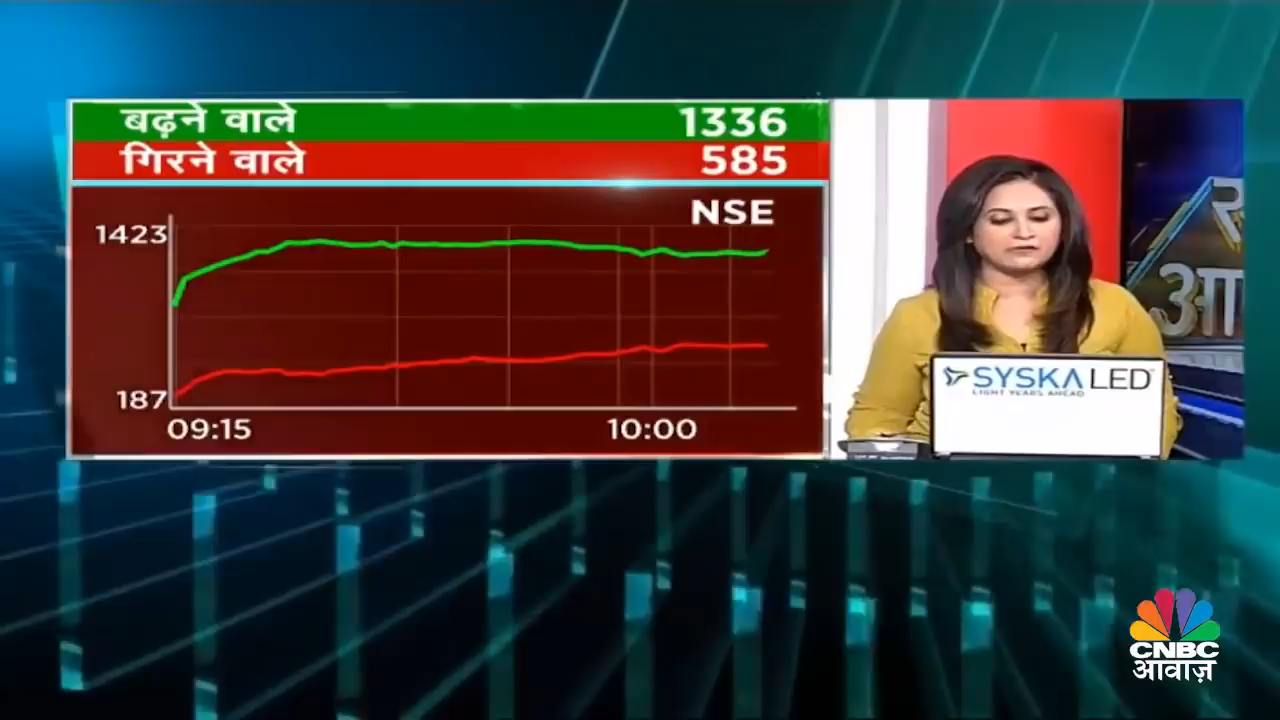 बढ़ने वाले 1336
गिरने वाले 585
NSE
1423
187
09:15 10:00
आ
SYSKA LED
LIGHT YEARS AHEAD
CNBC
आवाज़